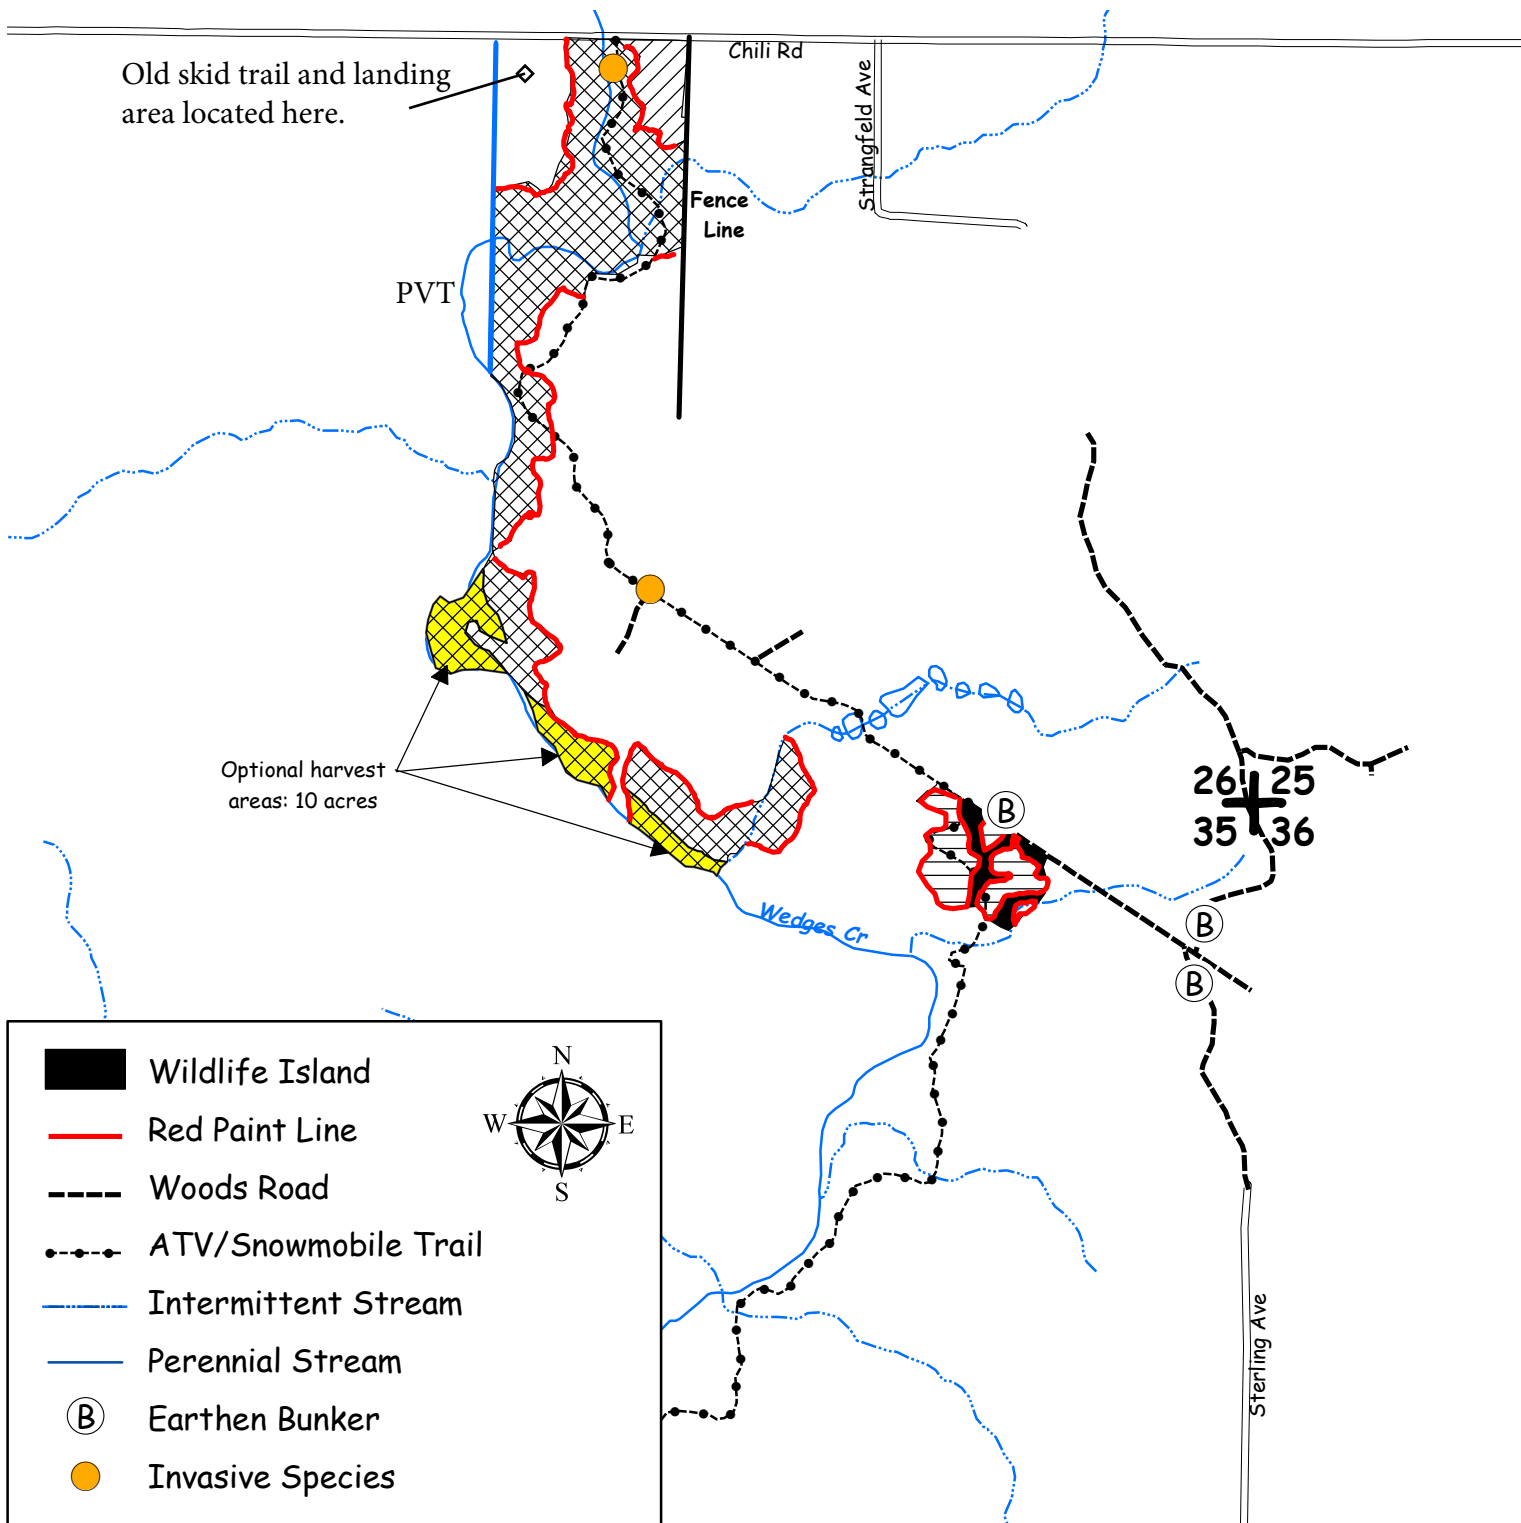 Chili Rd
Old skid trail and landing
area located here.
Strangfeld Ave
Fence
Line
PVT
26 25
35 36
Optional harvest
areas: 10 acres
B
B
B
Wedges Cr
Sterling Ave
N
W E
S
Wildlife Island
Red Paint Line
Woods Road
ATV/Snowmobile Trail
Intermittent Stream
Perennial Stream
B Earthen Bunker
Invasive Species